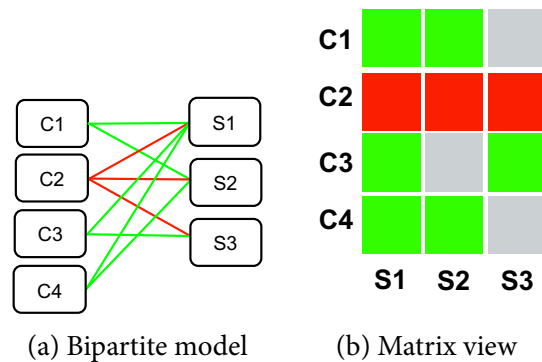 C1
C2
C3
C4
S1
S2
S3
(a) Bipartite model
C1
C2
C3
C4
S1 S2 S3
(b) Matrix view